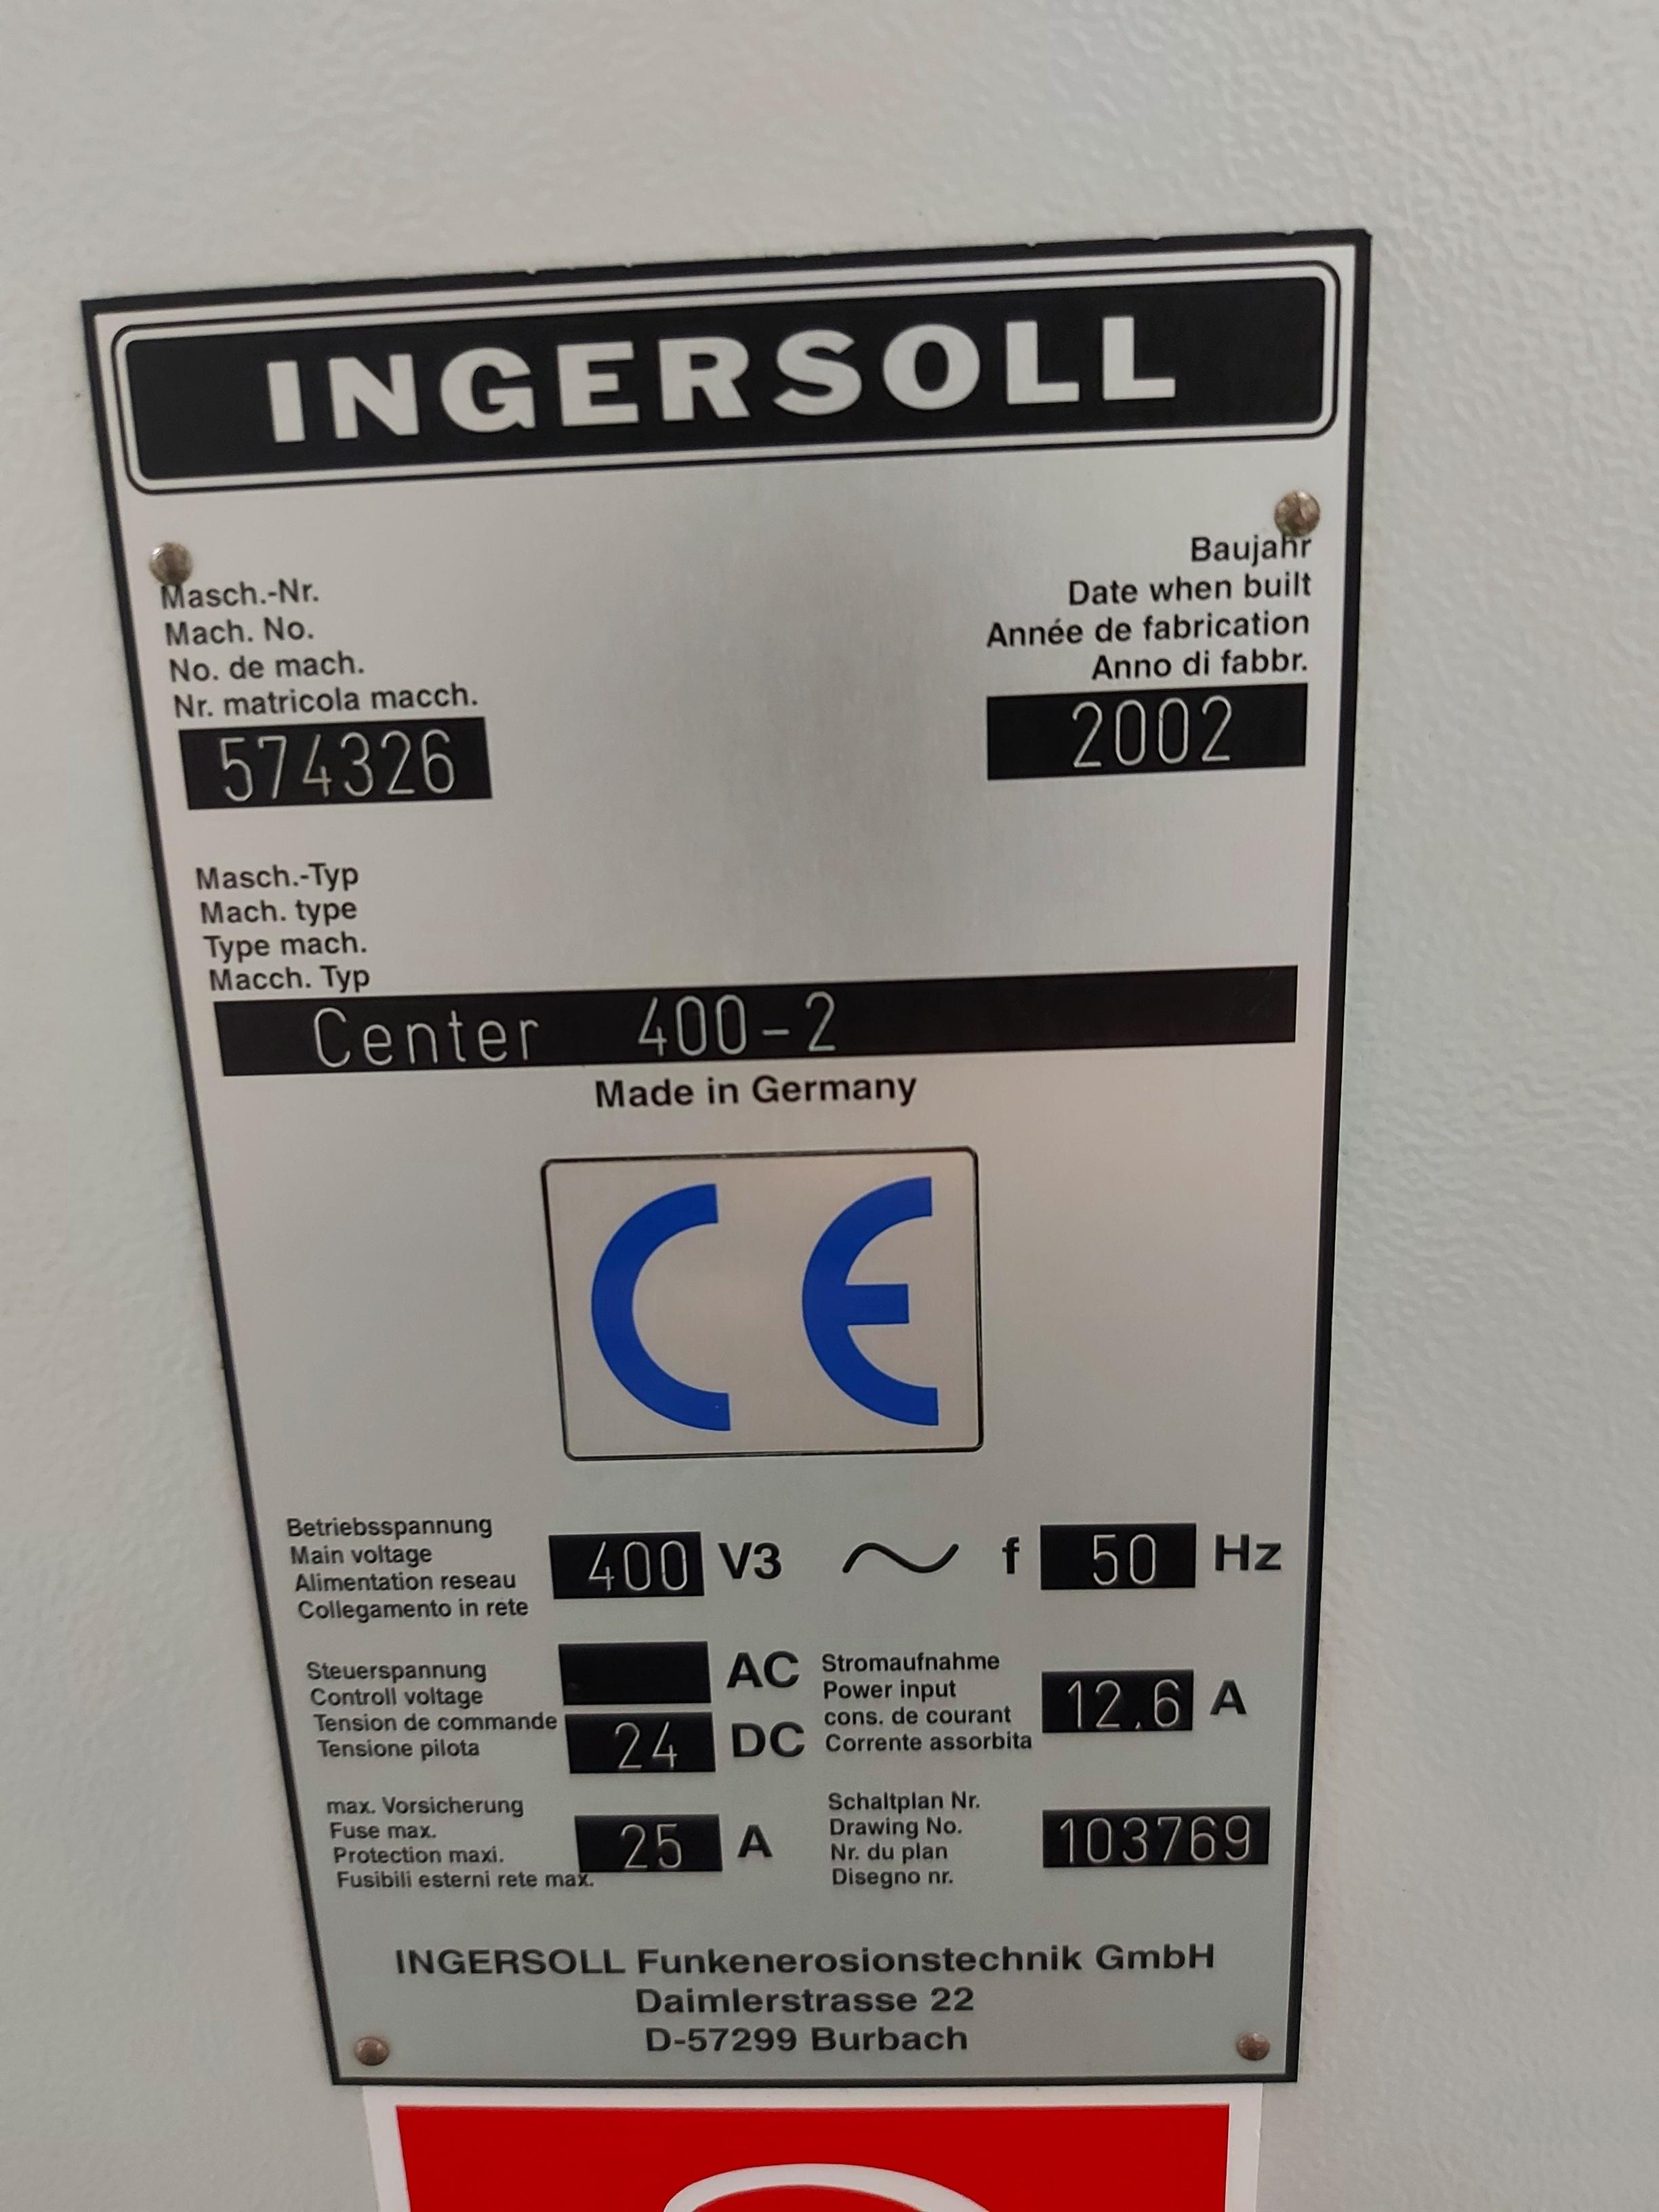 INGERSOLL
Masch.-Nr.
Mach. No.
No. de mach.
Nr. matricola macch.
574326
Baujahr
Date when built
Année de fabrication
Anno di fabbr.
2002
Masch.-Typ
Mach. type
Type mach.
Macch. Typ
Center 400-2
Made in Germany
CE
Betriebsspannung
Main voltage
Alimentation reseau
Collegamento in rete
400 V3 ~ f 50 Hz
Steuerspannung
Controll voltage
Tension de commande
Tensione pilota
AC
24 DC
Stromaufnahme
Power input
cons. de courant
Corrente assorbita
12.6 A
max. Vorsicherung
Fuse max.
Protection maxi.
Fusibili esterni rete max.
25 A
Schaltplan Nr.
Drawing No.
Nr. du plan
Disegno nr.
103769
INGERSOLL Funkenerosionstechnik GmbH
Daimlerstrasse 22
D-57299 Burbach